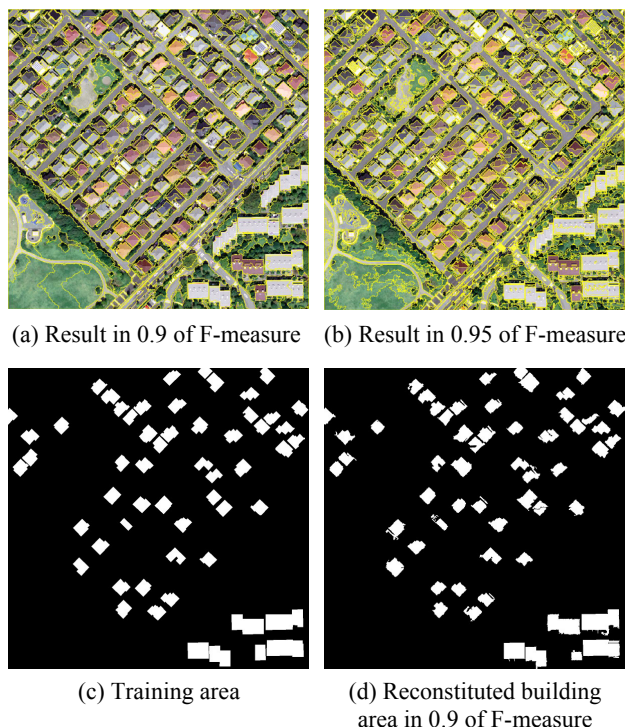 (a) Result in 0.9 of F-measure
(b) Result in 0.95 of F-measure
(c) Training area
(d) Reconstituted building
area in 0.9 of F-measure